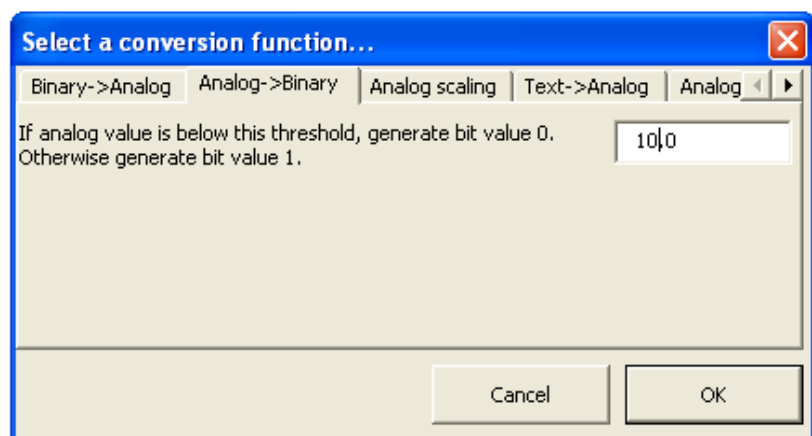 Select a conversion function...
Binary->Analog Analog->Binary Analog scaling Text->Analog Analog
If analog value is below this threshold, generate bit value 0. 10,0
Otherwise generate bit value 1.
Cancel OK